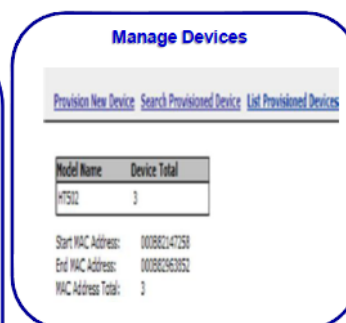 Manage Devices
Provision New Device Search Provisioned Device List Provisioned Devices
Model Name Device Total
HT502 3
Start MAC Address: 000B82147258
End MAC Address: 000B82963852
MAC Address Total: 3